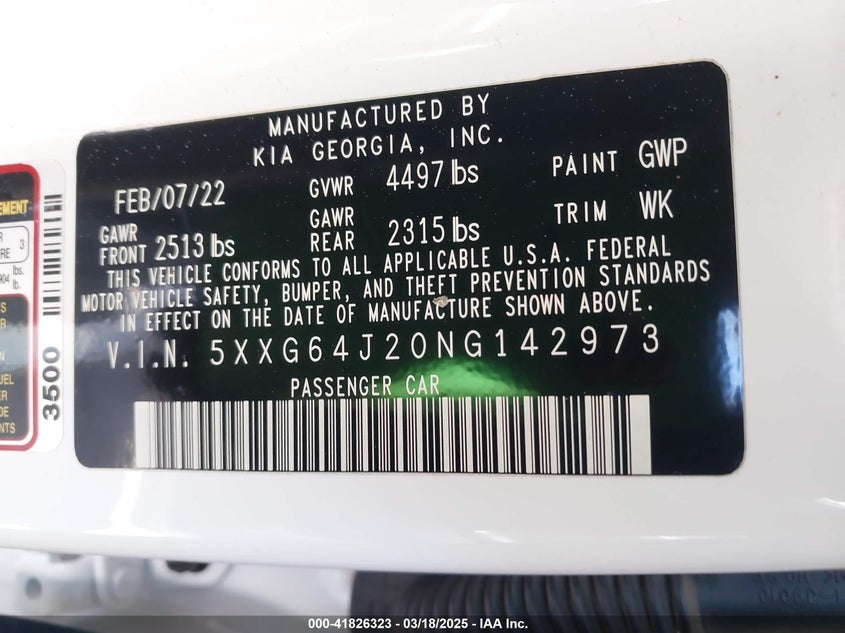 MANUFACTURED BY
KIA GEORGIA, INC.
FEB/07/22 GVWR 4497 lbs PAINT GWP
GAWR FRONT 2513 lbs GAWR REAR 2315 lbs TRIM WK
THIS VEHICLE CONFORMS TO ALL APPLICABLE U.S.A. FEDERAL
MOTOR VEHICLE SAFETY, BUMPER, AND THEFT PREVENTION STANDARDS
IN EFFECT ON THE DATE OF MANUFACTURE SHOWN ABOVE.
V.I.N. 5XXG64J20NG142973
PASSENGER CAR
3500
3
000-41826323 — 03/18/2025 — IAA Inc.